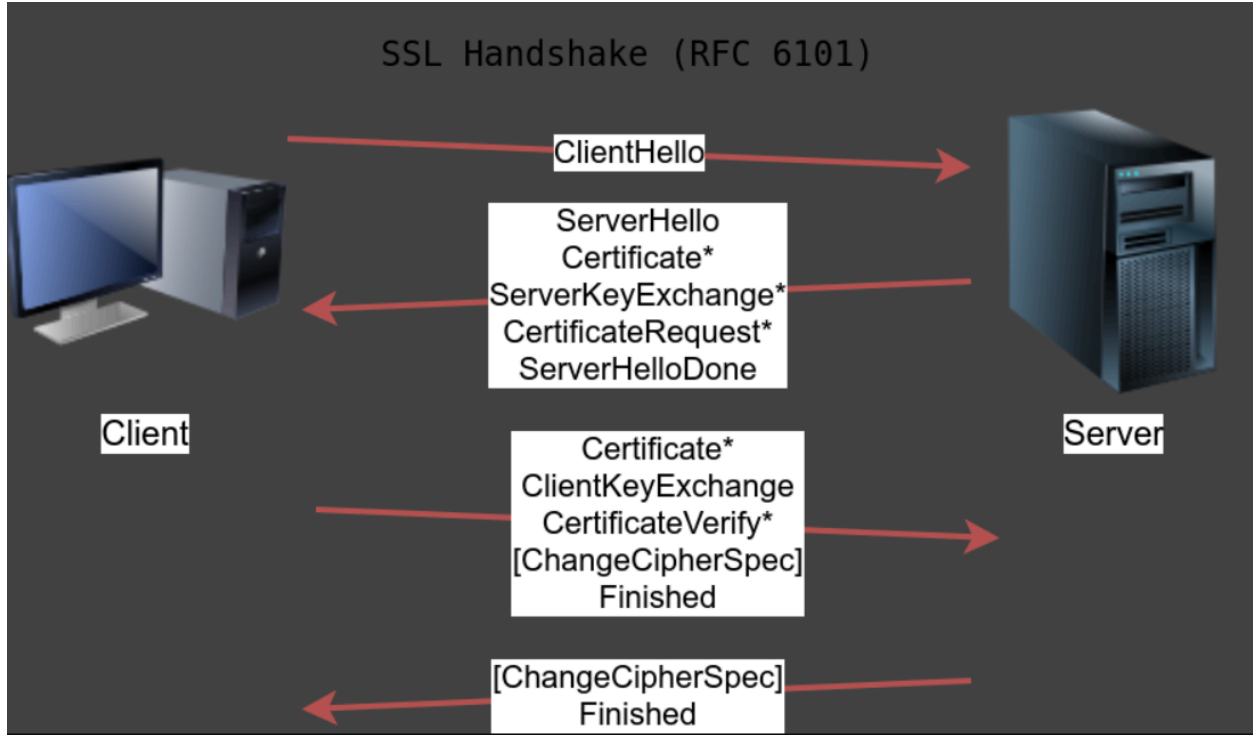 SSL Handshake (RFC 6101)
ClientHello
ServerHello
Certificate*
ServerKeyExchange*
CertificateRequest*
ServerHelloDone
Client
Server
Certificate*
ClientKeyExchange
CertificateVerify*
[ChangeCipherSpec]
Finished
[ChangeCipherSpec]
Finished